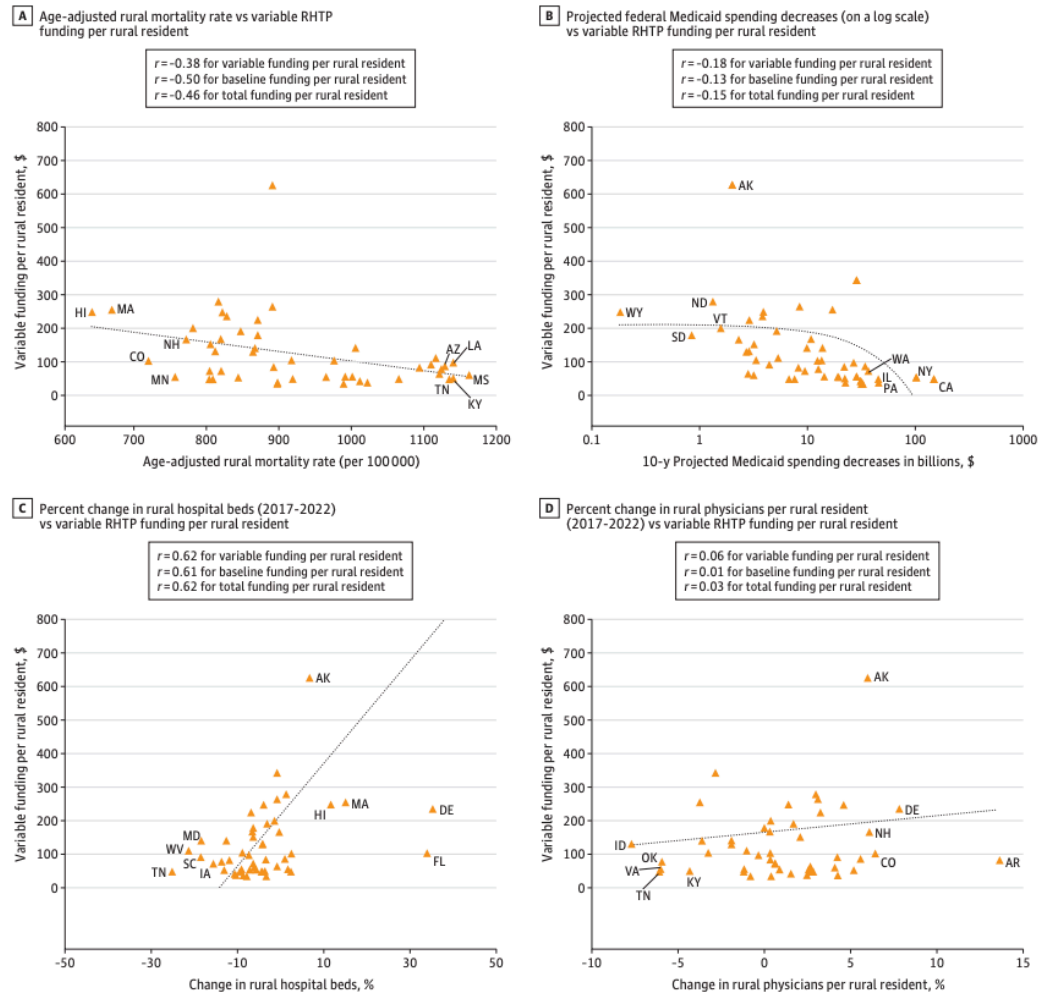 A Age-adjusted rural mortality rate vs variable RHTP
funding per rural resident
r=-0.38 for variable funding per rural resident
r=-0.50 for baseline funding per rural resident
r=-0.46 for total funding per rural resident
Variable funding per rural resident, $
800
700
600
500
400
300
200
100
0
HI
MA
NH
CO
MN
AZ
LA
TN
MS
KY
600
700
800
900
1000
1100
1200
Age-adjusted rural mortality rate (per 100 000)
B Projected federal Medicaid spending decreases (on a log scale)
vs variable RHTP funding per rural resident
r=-0.18 for variable funding per rural resident
r=-0.13 for baseline funding per rural resident
r=-0.15 for total funding per rural resident
Variable funding per rural resident, $
800
700
600
500
400
300
200
100
0
AK
WY
ND
VT
SD
WA
IL
NY
PA
CA
0.1
1
10
100
1000
10-y Projected Medicaid spending decreases in billions, $
C Percent change in rural hospital beds (2017-2022)
vs variable RHTP funding per rural resident
r=0.62 for variable funding per rural resident
r=0.61 for baseline funding per rural resident
r=0.62 for total funding per rural resident
Variable funding per rural resident, $
800
700
600
500
400
300
200
100
0
AK
HI
MA
DE
MD
WV
SC
FL
TN
IA
-50
-30
-10
10
30
50
Change in rural hospital beds, %
D Percent change in rural physicians per rural resident
(2017-2022) vs variable RHTP funding per rural resident
r=0.06 for variable funding per rural resident
r=0.01 for baseline funding per rural resident
r=0.03 for total funding per rural resident
Variable funding per rural resident, $
800
700
600
500
400
300
200
100
0
AK
DE
NH
ID
OK
VA
CO
AR
TN
KY
-10
-5
0
5
10
15
Change in rural physicians per rural resident, %